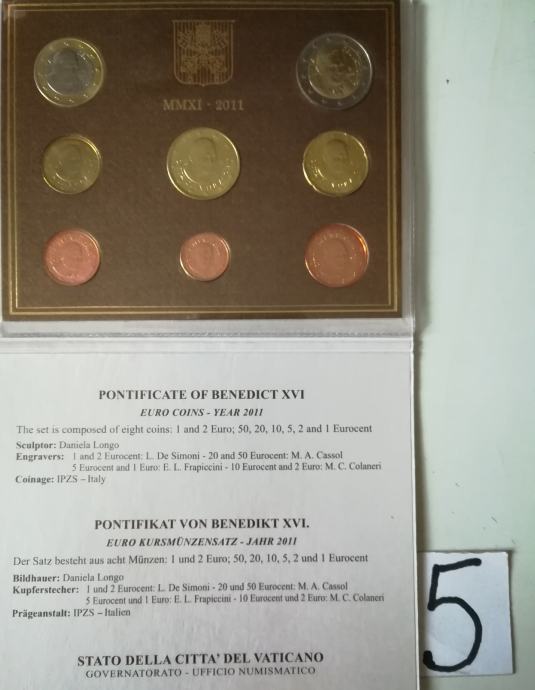 MMXI · 2011
PONTIFICATE OF BENEDICT XVI
EURO COINS - YEAR 2011
The set is composed of eight coins: 1 and 2 Euro; 50, 20, 10, 5, 2 and 1 Eurocent
Sculptor: Daniela Longo
Engravers: 1 and 2 Eurocent: L. De Simoni - 20 and 50 Eurocent: M. A. Cassol
5 Eurocent and 1 Euro: E. L. Frapiccini - 10 Eurocent and 2 Euro: M. C. Colaneri
Coinage: IPZS – Italy
PONTIFIKAT VON BENEDIKT XVI.
EURO KURSMÜNZENSATZ - JAHR 2011
Der Satz besteht aus acht Münzen: 1 und 2 Euro; 50, 20, 10, 5, 2 und 1 Eurocent
Bildhauer: Daniela Longo
Kupferstecher: 1 und 2 Eurocent: L. De Simoni - 20 und 50 Eurocent: M. A. Cassol
5 Eurocent und 1 Euro: E. L. Frapiccini - 10 Eurocent und 2 Euro: M. C. Colaneri
Prägeanstalt: IPZS – Italien
STATO DELLA CITTA' DEL VATICANO
GOVERNATORATO - UFFICIO NUMISMATICO
5